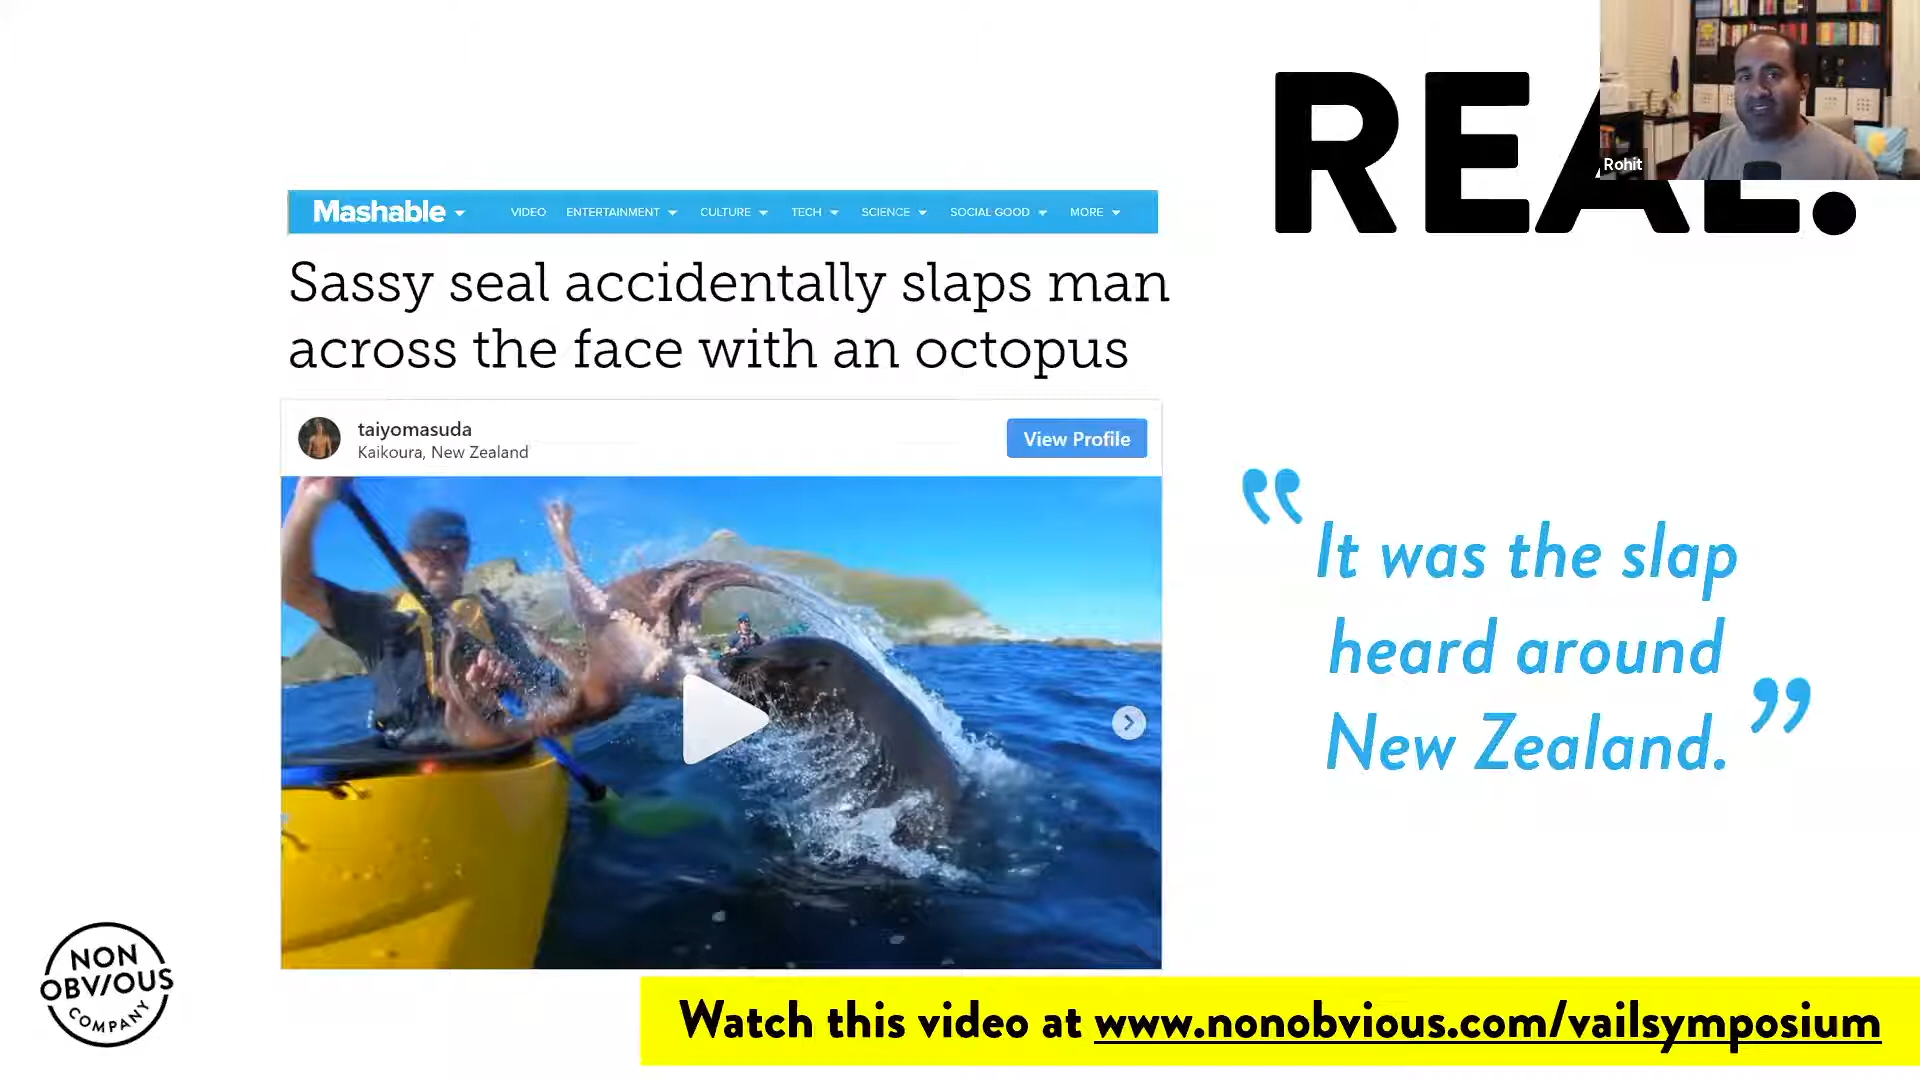 REAL.
Rohit
Mashable
VIDEO ENTERTAINMENT CULTURE TECH SCIENCE SOCIAL GOOD MORE
Sassy seal accidentally slaps man
across the face with an octopus
taiyomasuda
Kaikoura, New Zealand
View Profile
“It was the slap
heard around
New Zealand.”
NON
OBVIOUS
COMPANY
Watch this video at www.nonobvious.com/vailsymposium